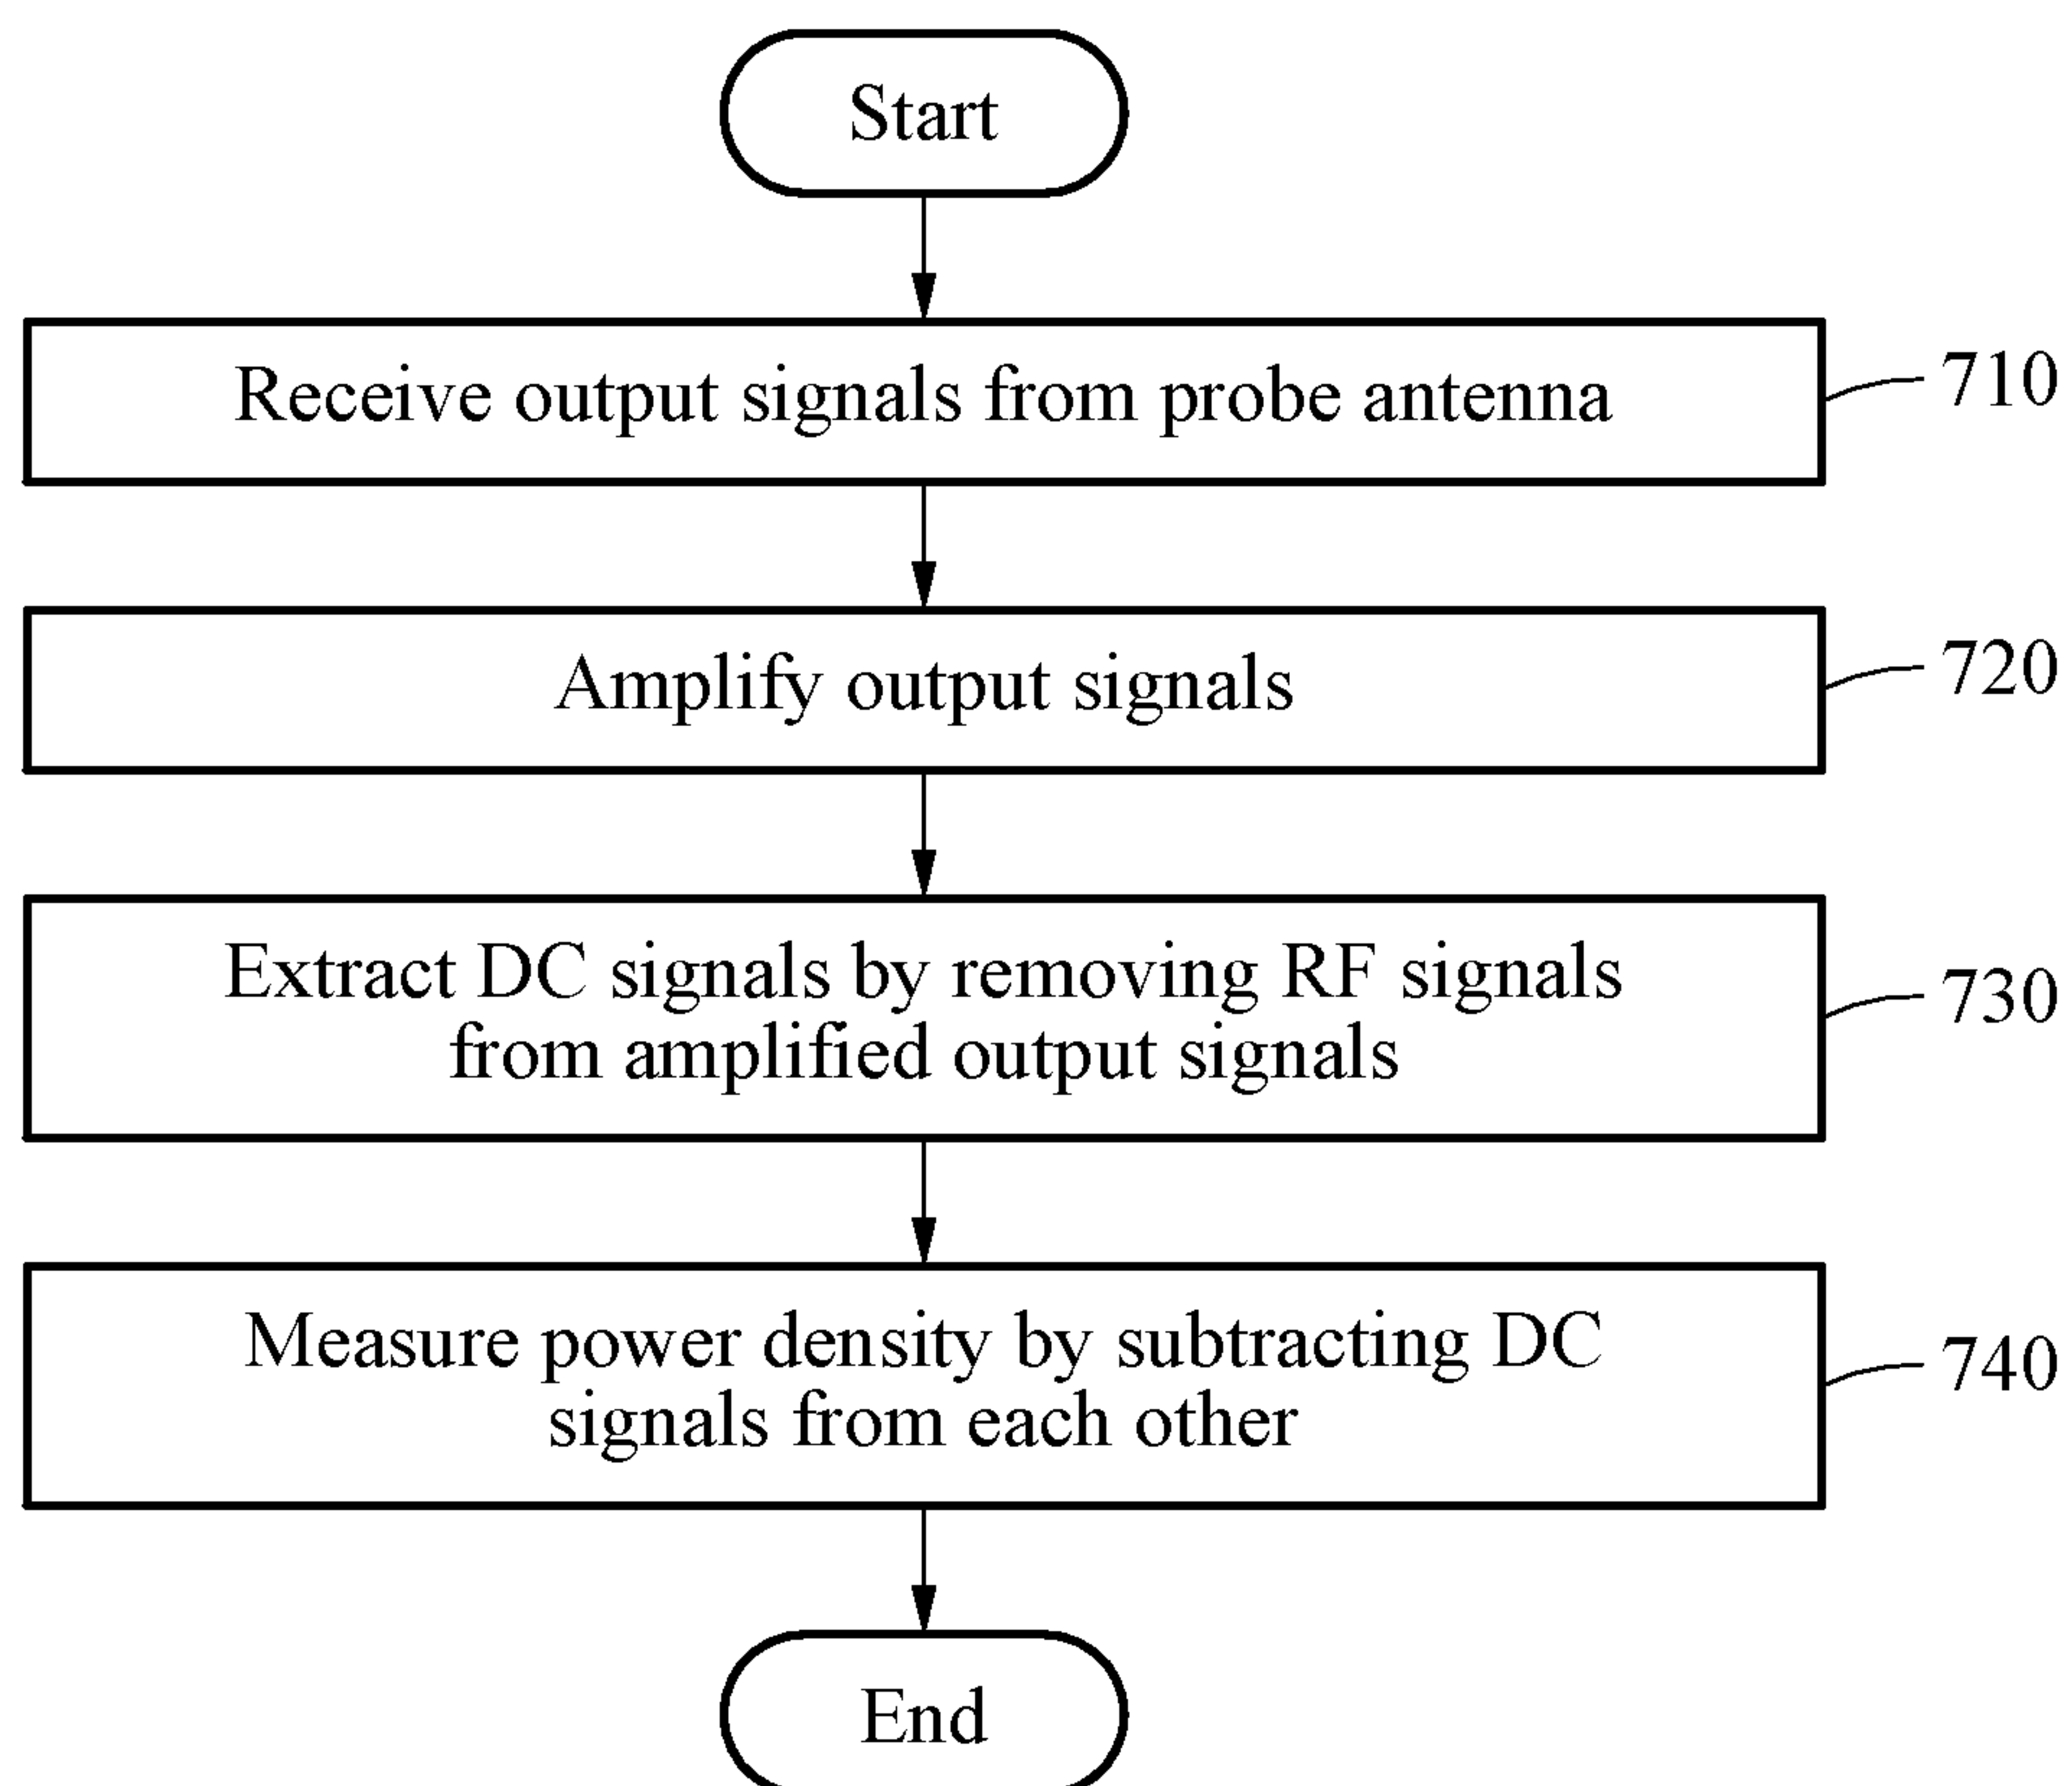 Start
Receive output signals from probe antenna
710
Amplify output signals
720
Extract DC signals by removing RF signals
from amplified output signals
730
Measure power density by subtracting DC
signals from each other
740
End